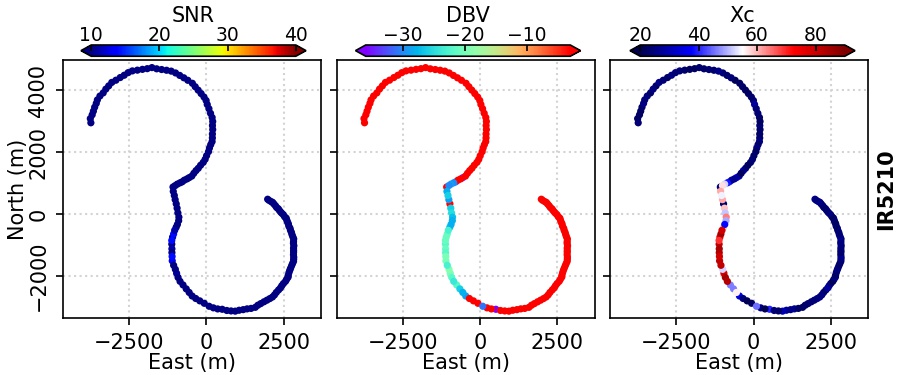 SNR DBV Xc
10 20 30 40 −30 −20 −10 20 40 60 80
North (m)
4000
2000
0
−2000
−2500 0 2500 −2500 0 2500 −2500 0 2500
East (m) East (m) East (m)
IR5210